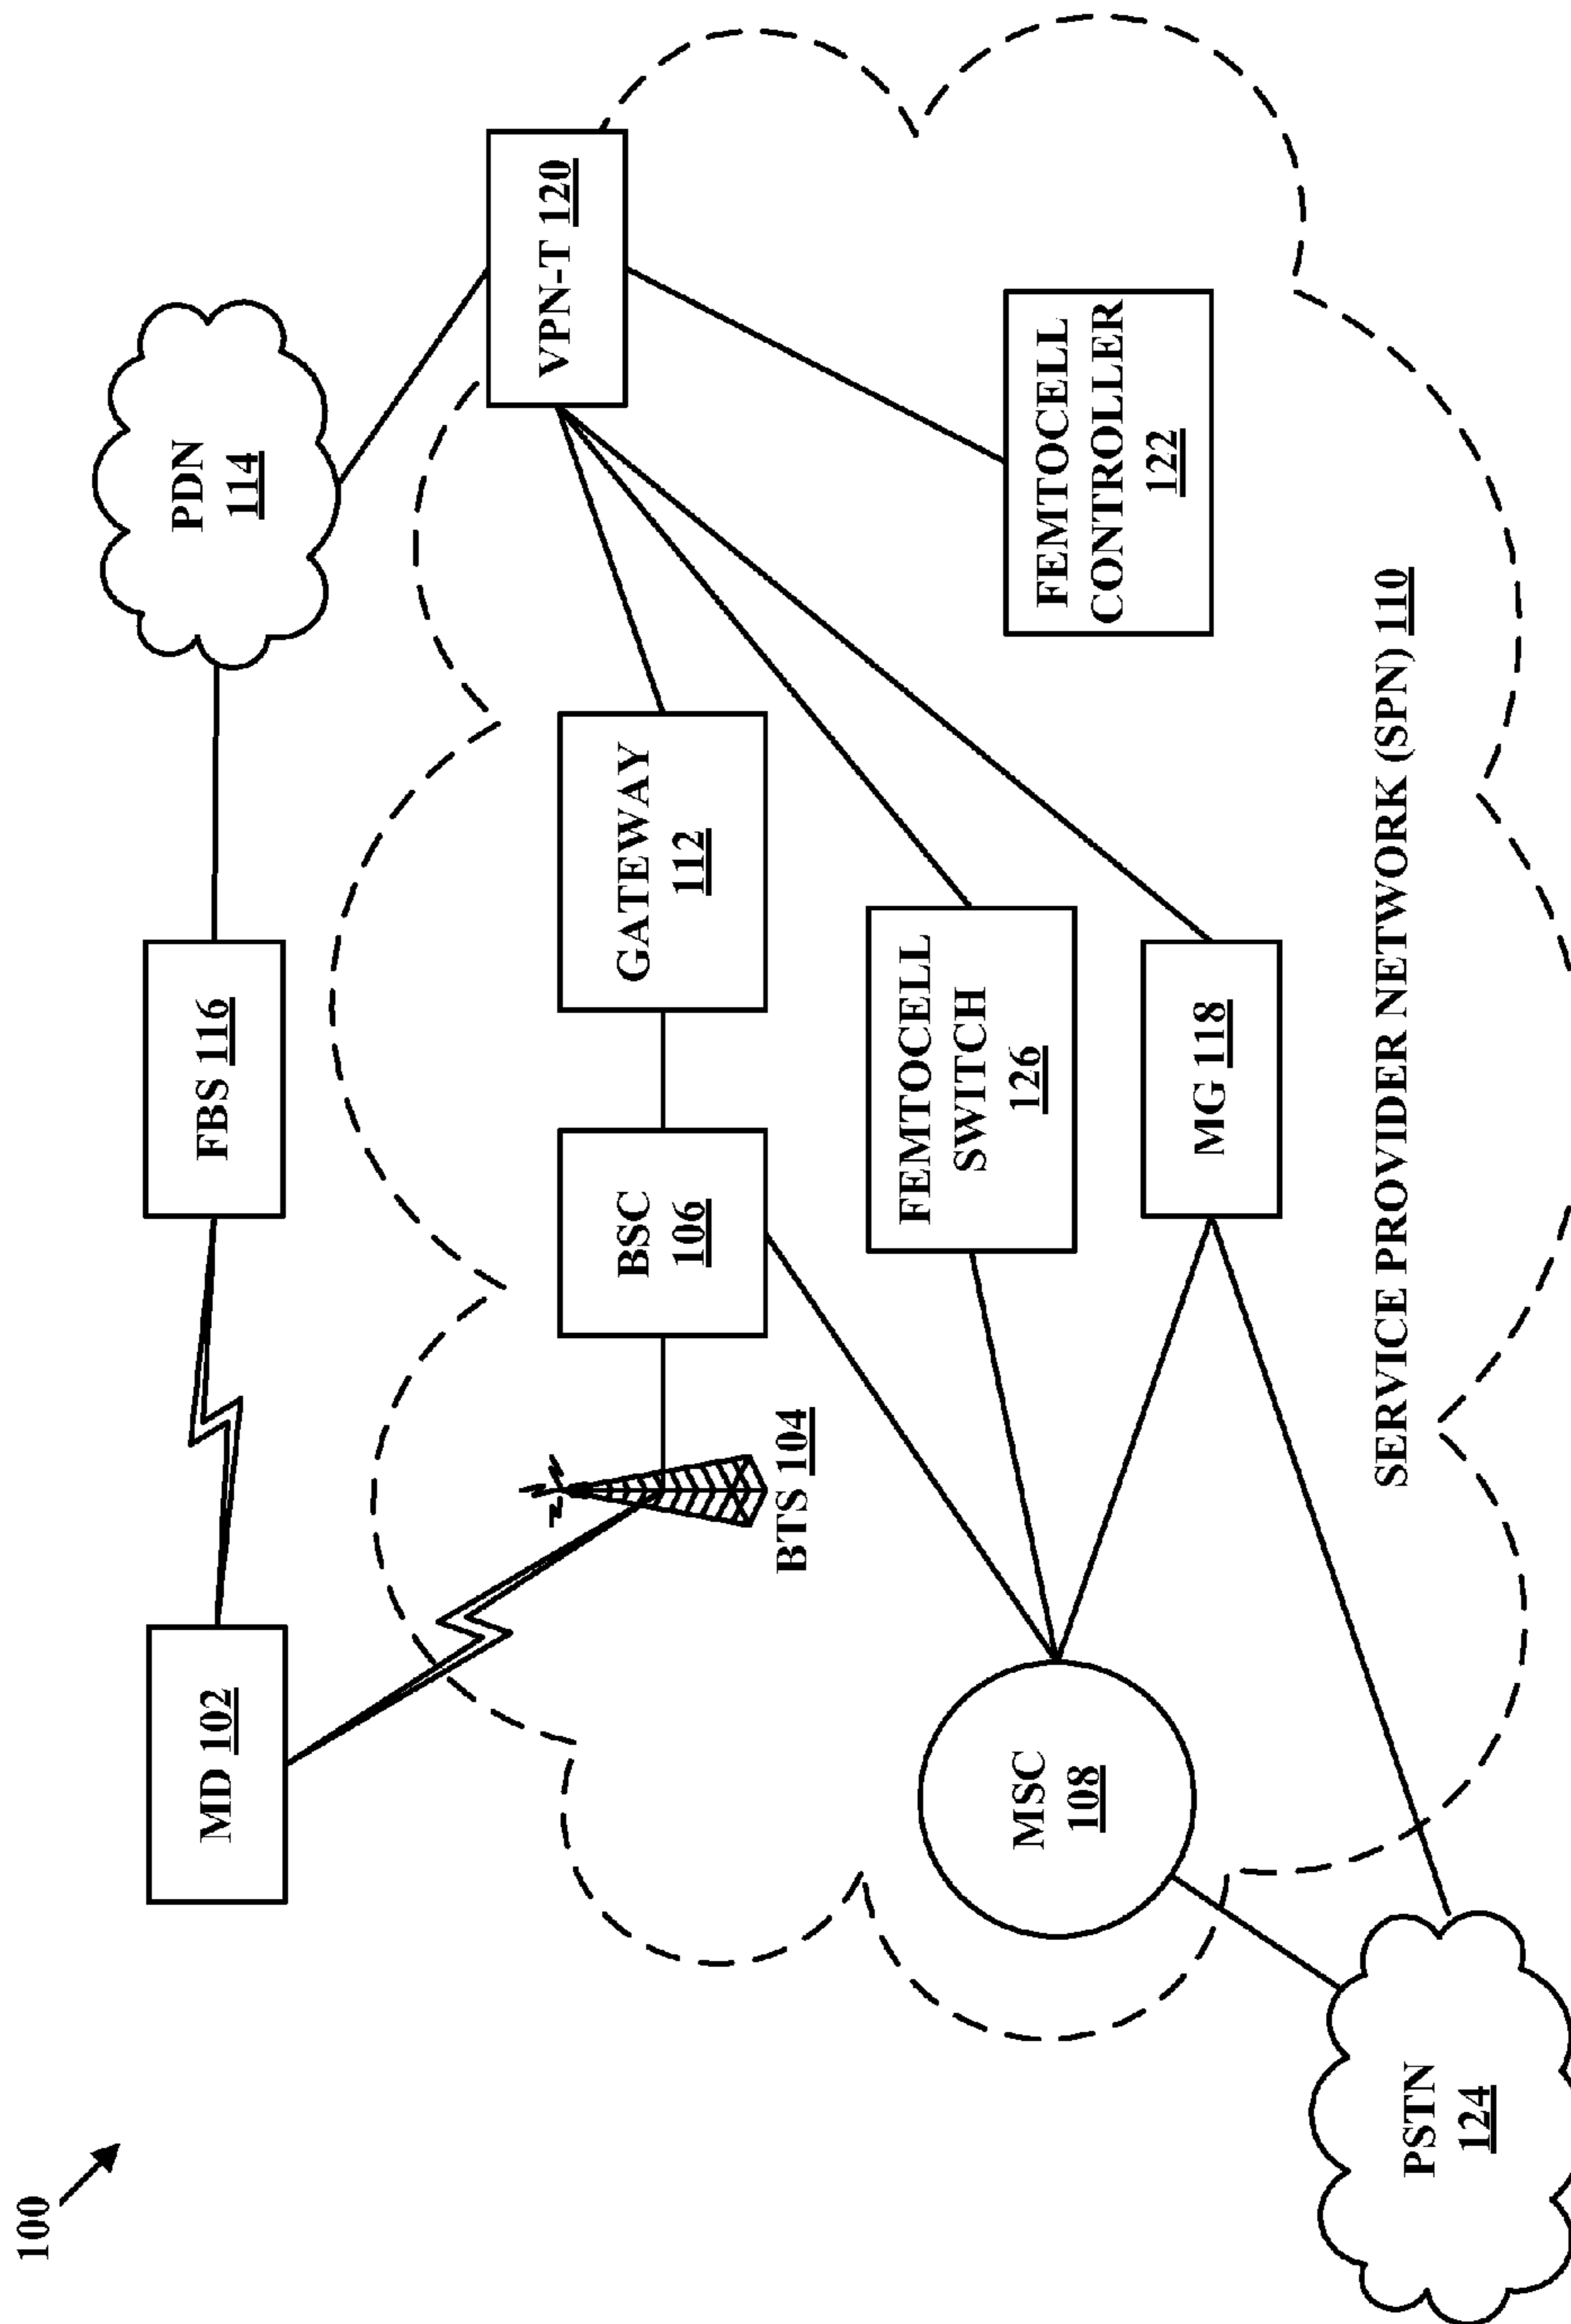 100
MD 102
FBS 116
PDN
114
BTS 104
BSC
106
GATEWAY
112
VPN-T 120
MSC
108
FEMTOCELL
SWITCH
126
MG 118
FEMTOCELL
CONTROLLER
122
PSTN
124
SERVICE PROVIDER NETWORK (SPN) 110